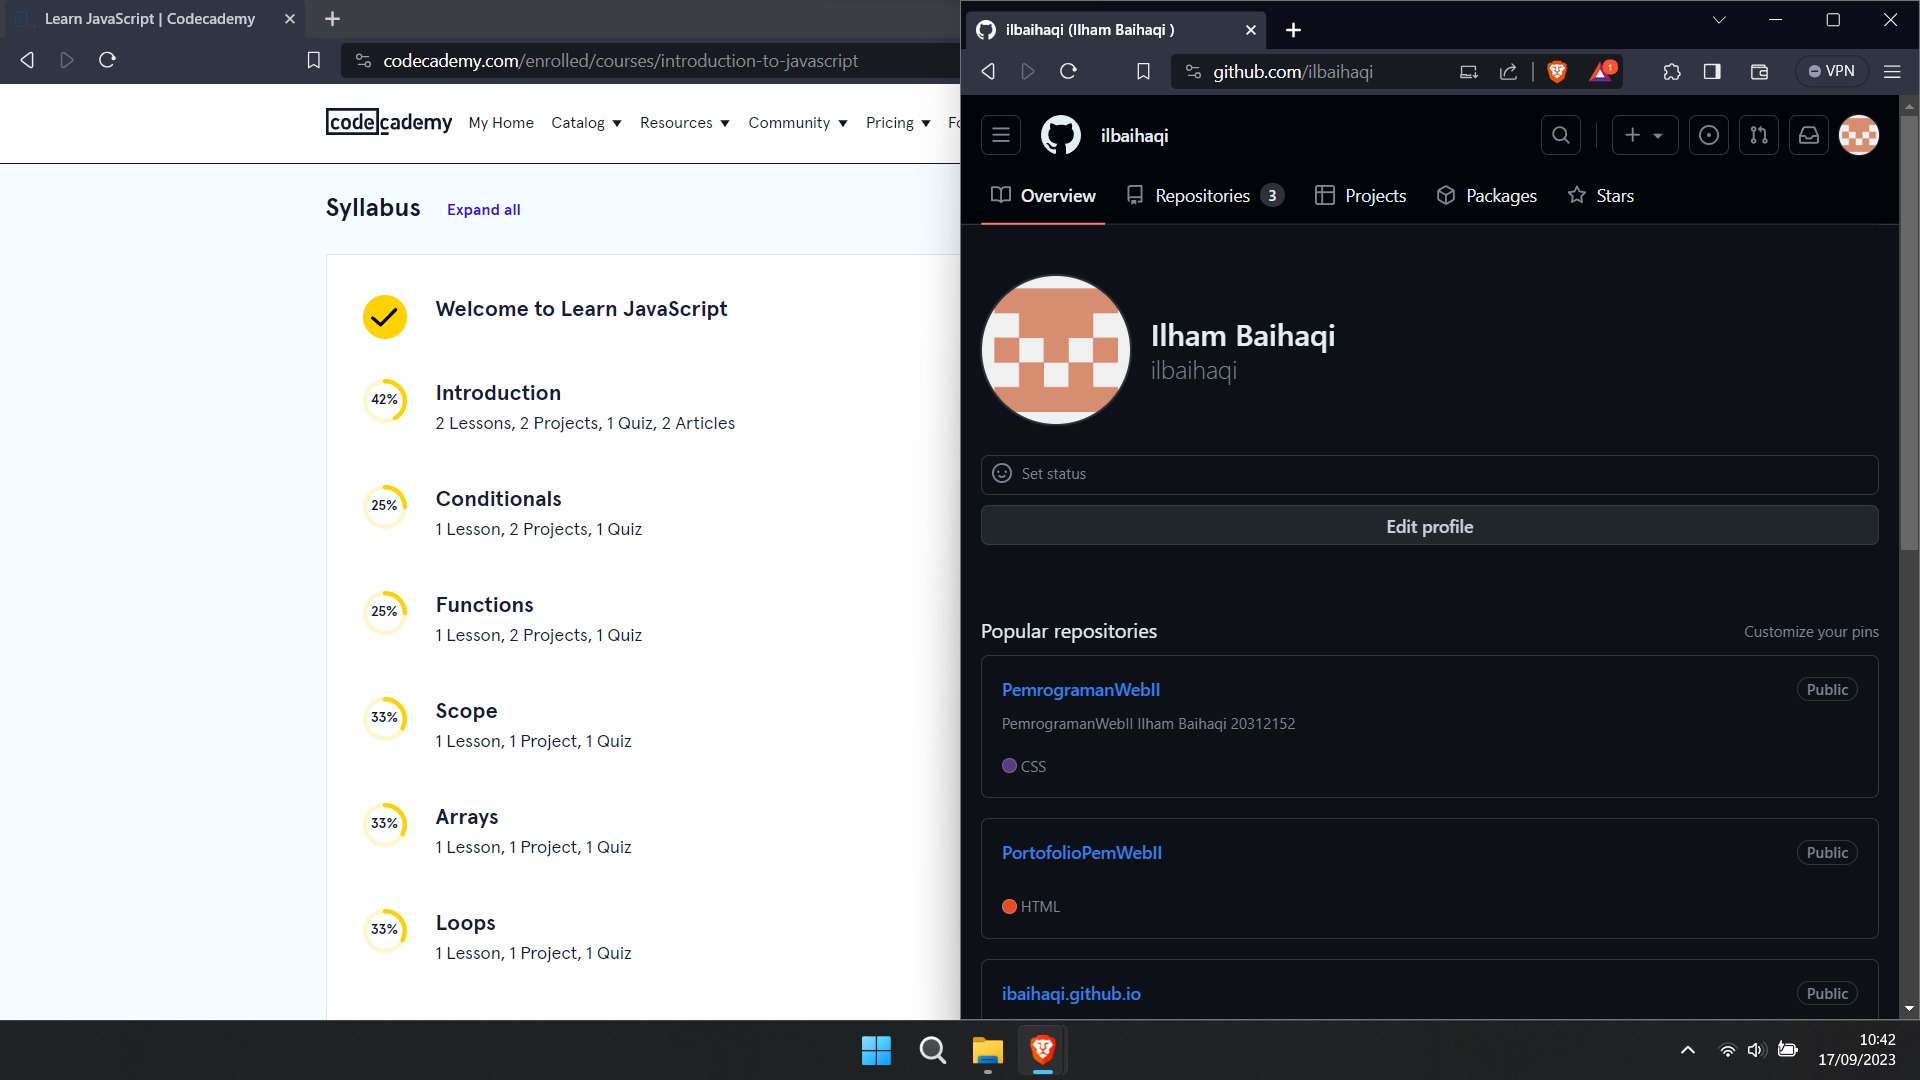 Learn JavaScript | Codecademy
codecademy.com/enrolled/courses/introduction-to-javascript
codecademy My Home Catalog Resources Community Pricing Fo
Syllabus Expand all
Welcome to Learn JavaScript
42% Introduction
2 Lessons, 2 Projects, 1 Quiz, 2 Articles
25% Conditionals
1 Lesson, 2 Projects, 1 Quiz
25% Functions
1 Lesson, 2 Projects, 1 Quiz
33% Scope
1 Lesson, 1 Project, 1 Quiz
33% Arrays
1 Lesson, 1 Project, 1 Quiz
33% Loops
1 Lesson, 1 Project, 1 Quiz
ilbaihaqi (Ilham Baihaqi )
github.com/ilbaihaqi 1 VPN
ilbaihaqi
Overview Repositories 3 Projects Packages Stars
Ilham Baihaqi
ilbaihaqi
Set status
Edit profile
Popular repositories Customize your pins
PemrogramanWebII Public
PemrogramanWebII Ilham Baihaqi 20312152
CSS
PortofolioPemWebII Public
HTML
ibaihaqi.github.io Public
10:42
17/09/2023